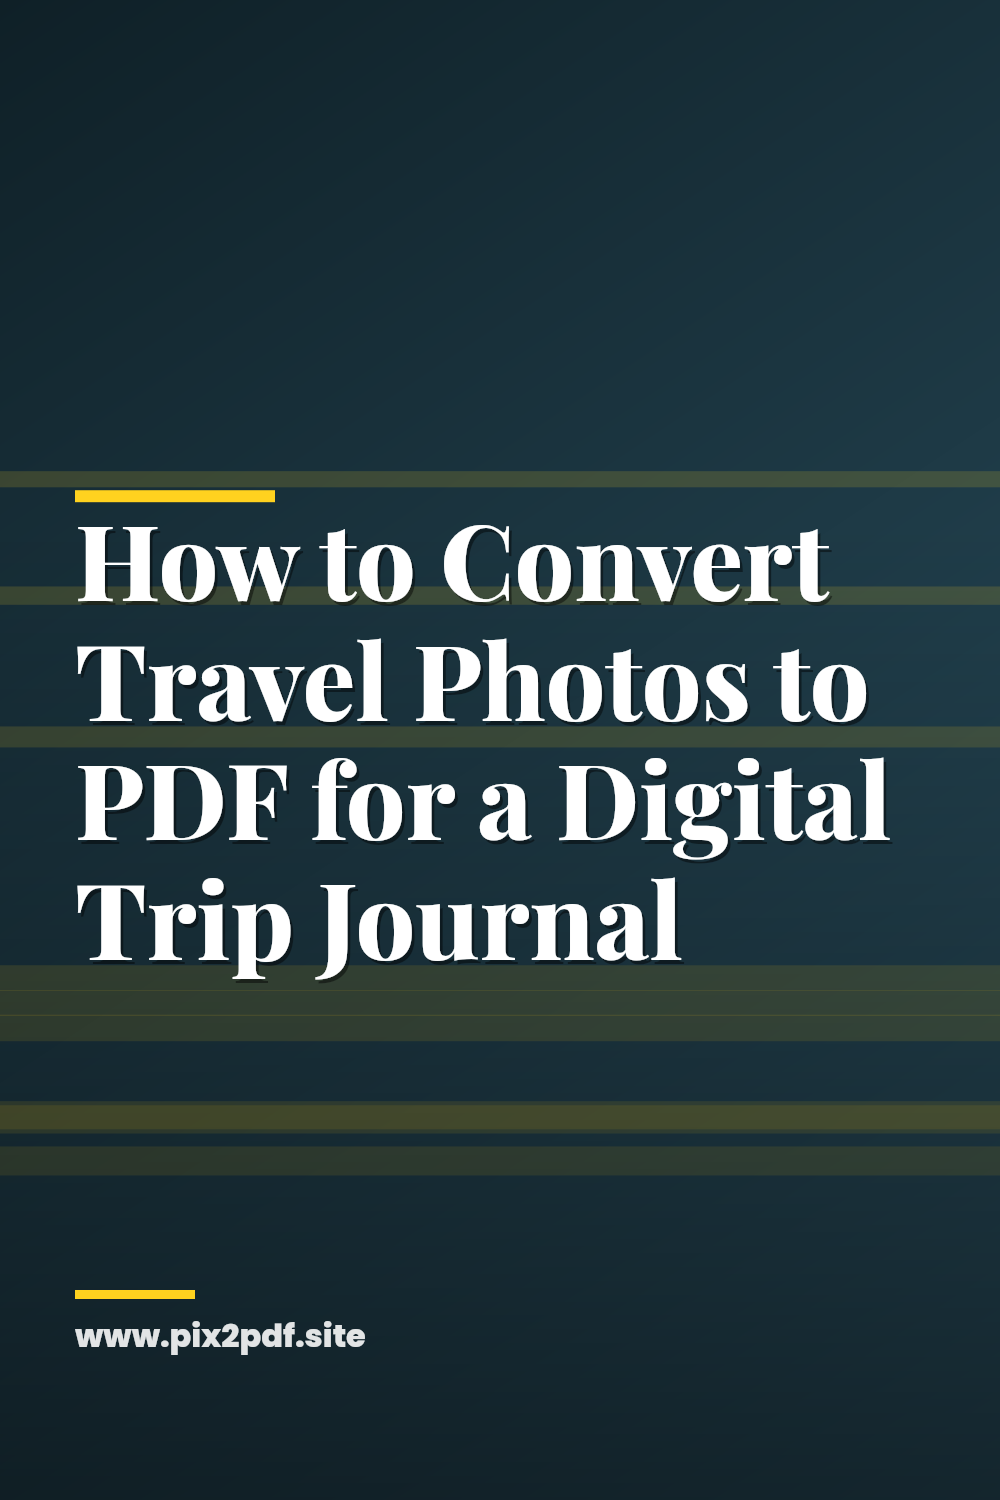 How to Convert
Travel Photos to
PDF for a Digital
Trip Journal
www.pix2pdf.site